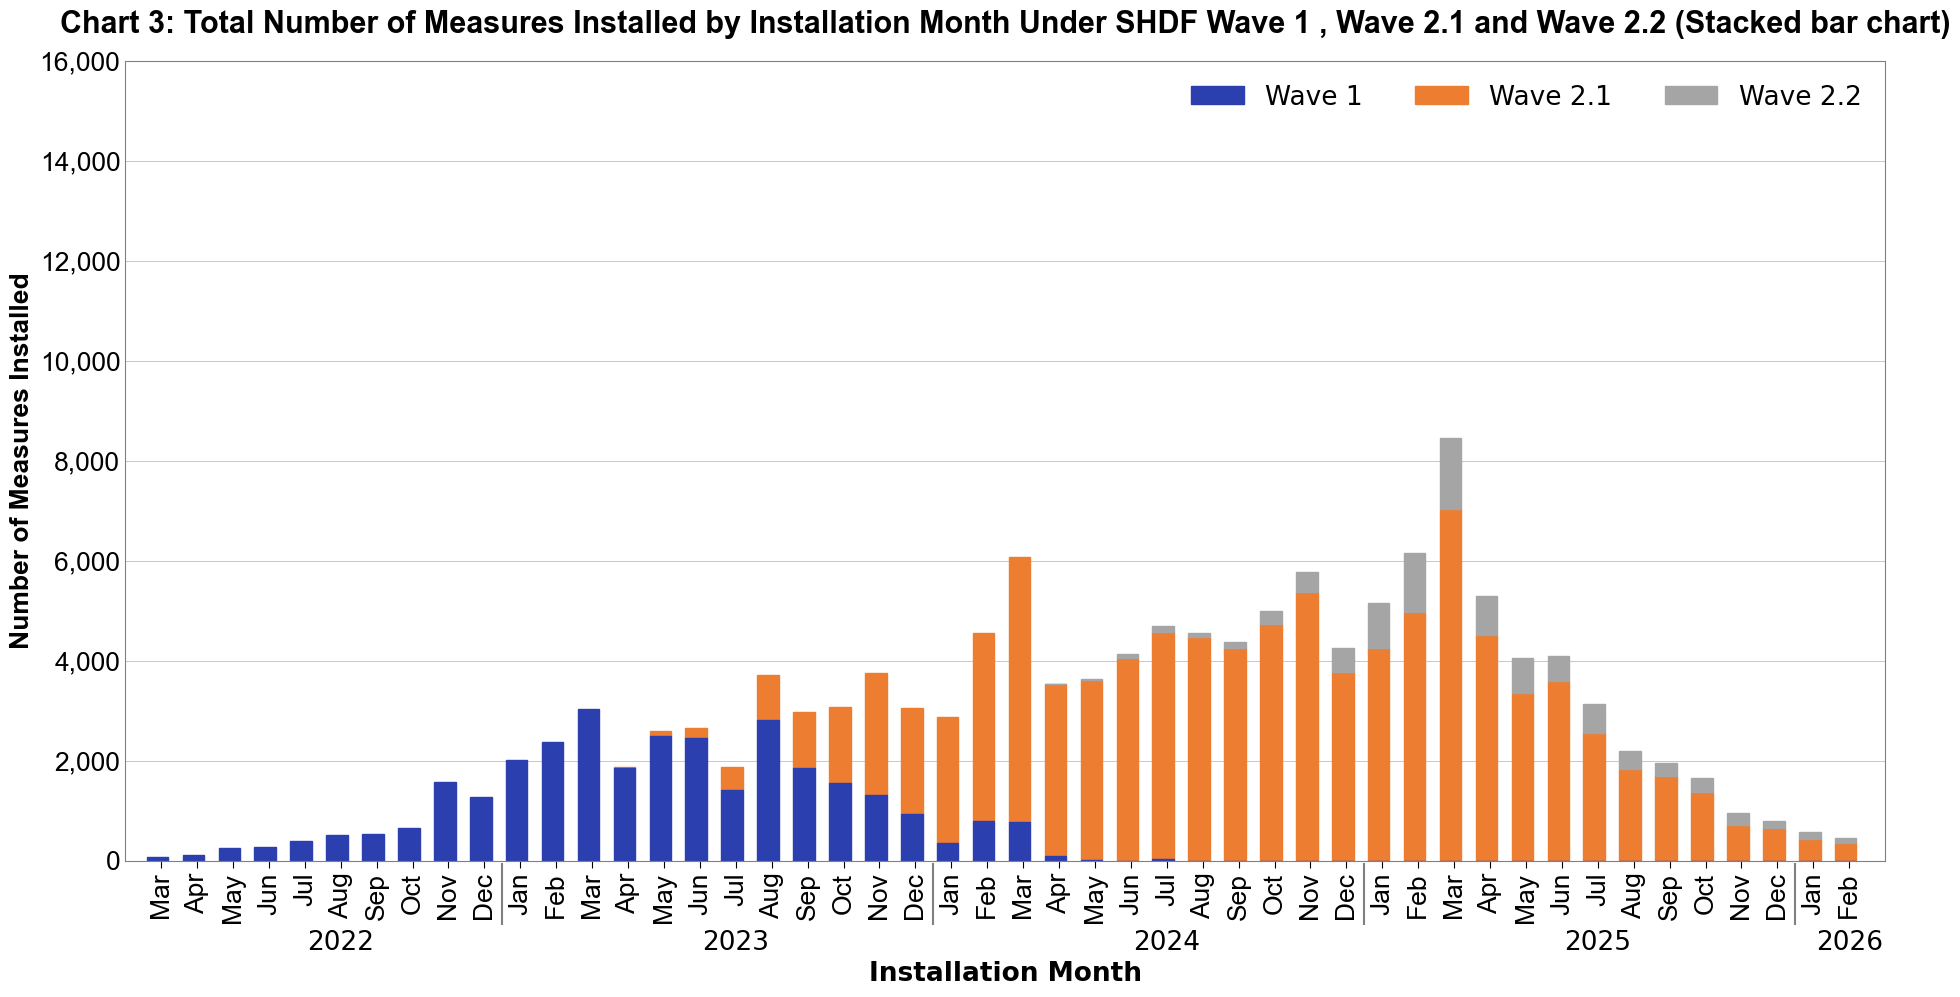 Chart 3: Total Number of Measures Installed by Installation Month Under SHDF Wave 1 , Wave 2.1 and Wave 2.2 (Stacked bar chart)
Wave 1 Wave 2.1 Wave 2.2
Number of Measures Installed
16,000
14,000
12,000
10,000
8,000
6,000
4,000
2,000
0
Mar Apr May Jun Jul Aug Sep Oct Nov Dec Jan Feb Mar Apr May Jun Jul Aug Sep Oct Nov Dec Jan Feb Mar Apr May Jun Jul Aug Sep Oct Nov Dec Jan Feb Mar Apr May Jun Jul Aug Sep Oct Nov Dec Jan Feb
2022 2023 2024 2025 2026
Installation Month